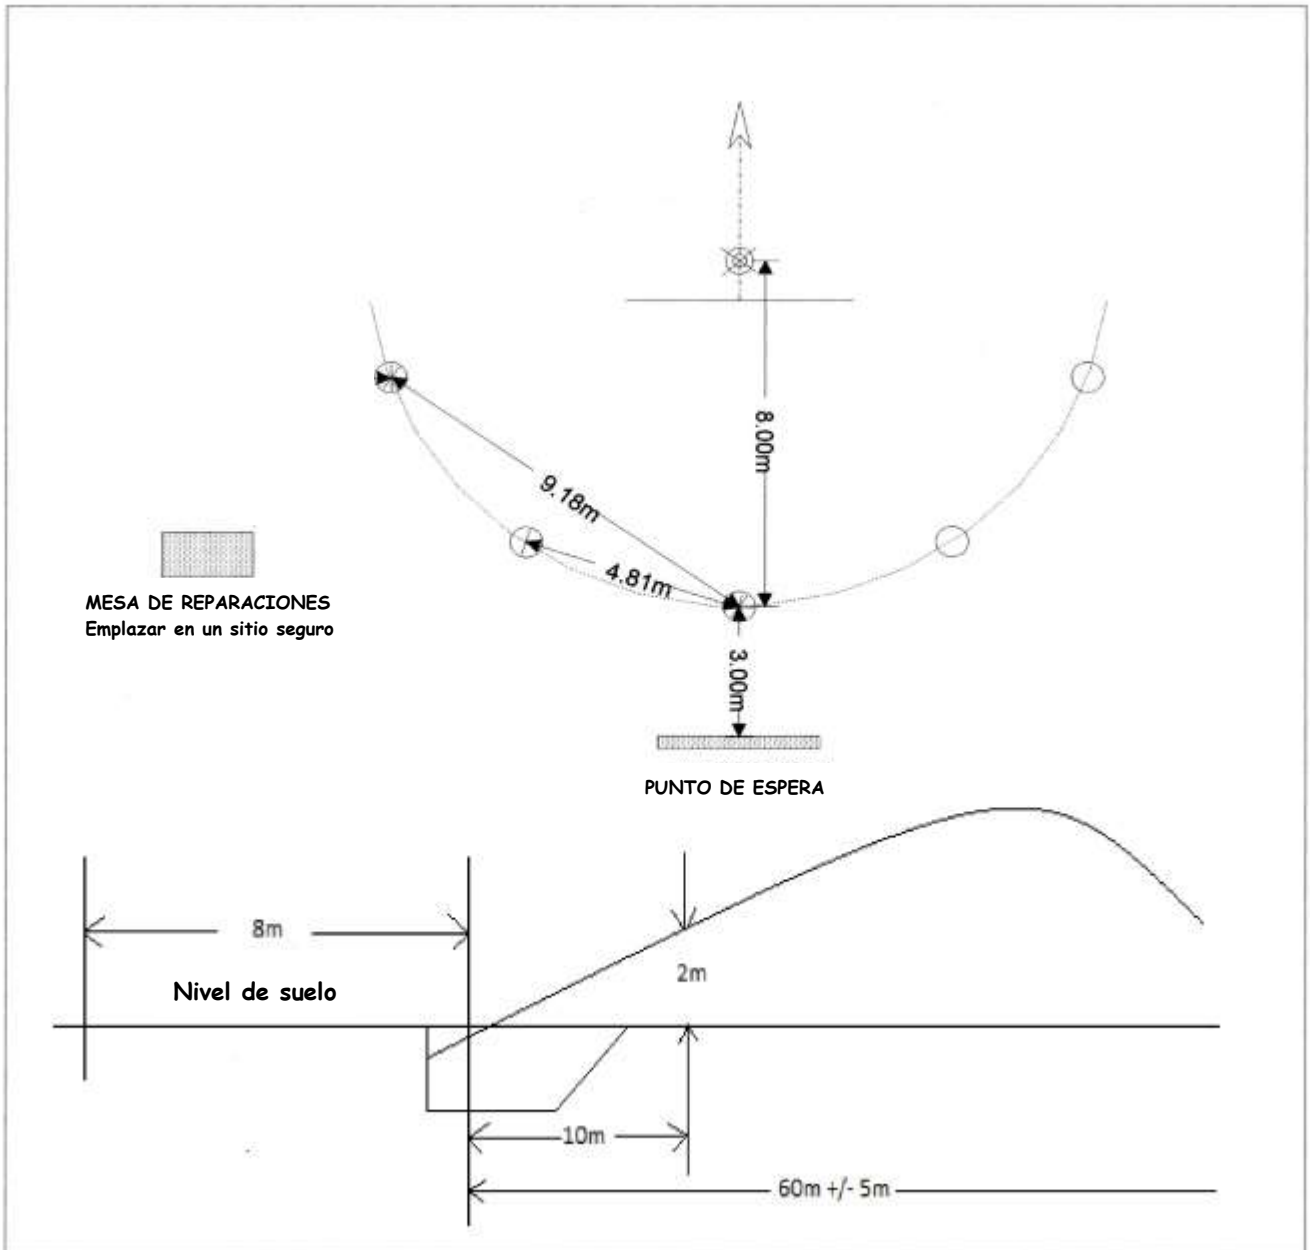 8.00m
9.18m
4.81m
MESA DE REPARACIONES
Emplazar en un sitio seguro
3.00m
PUNTO DE ESPERA
8m
2m
Nivel de suelo
10m
60m +/- 5m